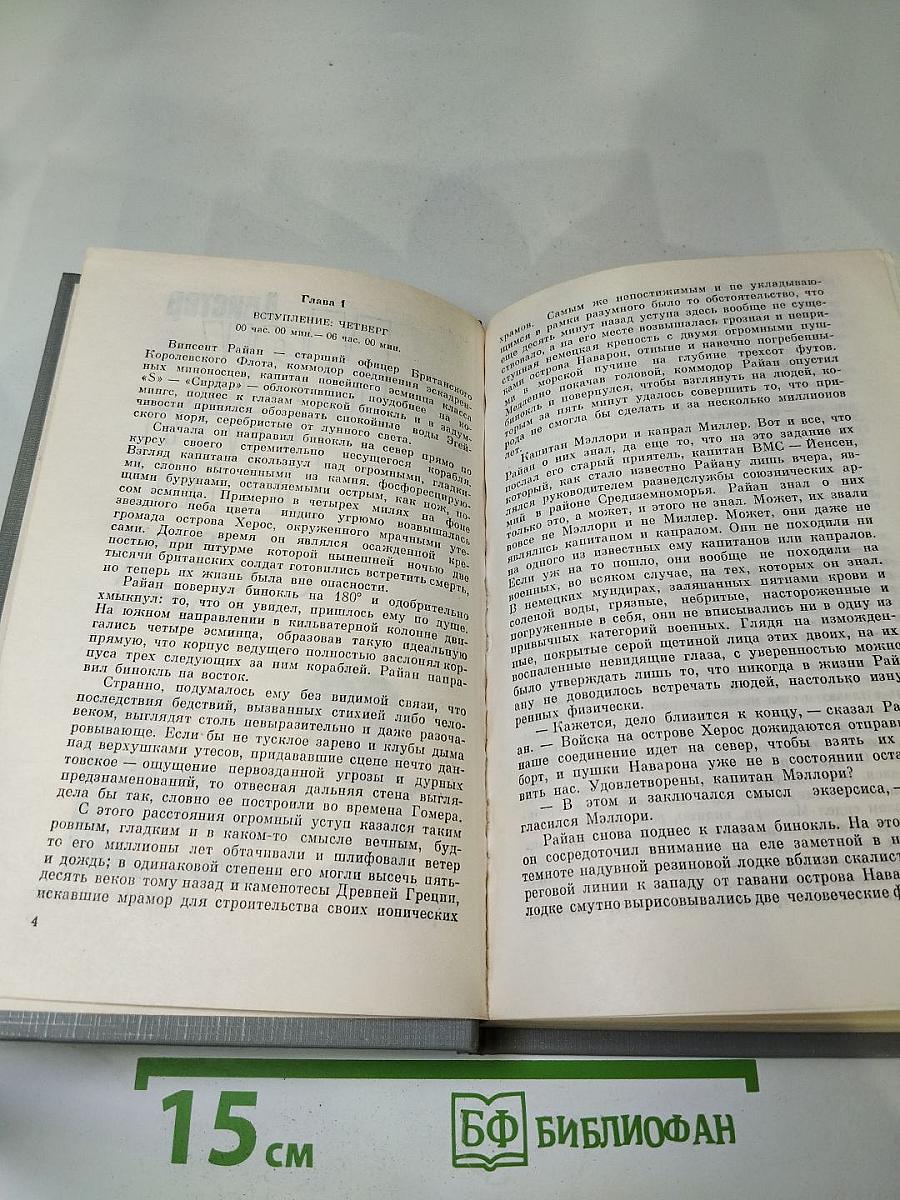 Глава 1
ВСТУПЛЕНИЕ: ЧЕТВЕРГ
00 час. 00 мин.— 06 час. 00 мин.
Винсент Райан — старший офицер Британского
Королевского Флота, коммодор соединения эскадрен-
ных миноносцев, капитан новейшего эсминца класса
«S» — «Сирдар» — облокотившись поудобнее на ко-
мингс, поднес к глазам морской бинокль и в задум-
чивости принялся обозревать спокойные воды Эгей-
ского моря, серебристые от лунного света.
Сначала он направил бинокль на север прямо по
курсу своего стремительно несущегося корабля.
Взгляд капитана скользнул над огромными, гладки-
ми, словно выточенными из камня, фосфоресцирую-
щими бурунами, оставляемыми острым, как нож, по-
сом эсминца. Примерно в четырех милях на фоне
звездного неба цвета индиго угрюмо возвышалась
громада острова Херос, окруженного мрачными уте-
сами. Долгое время он являлся осажденной кре-
постью, при штурме которой нынешней ночью две
тысячи британских солдат готовились встретить смерть,
но теперь их жизнь была вне опасности.
Райан повернул бинокль на 180° и одобрительно
хмыкнул: то, что он увидел, пришлось ему по душе.
На южном направлении в кильватерной колонне дви-
гались четыре эсминца, образовав такую идеальную
прямую, что корпус ведущего полностью заслонял кор-
пуса трех следующих за ним кораблей. Райан напра-
вил бинокль на восток.
Странно, подумалось ему без видимой связи, что
последствия бедствий, вызванных стихией либо чело-
веком, выглядят столь невыразительно и даже разоча-
ровывающе. Если бы не тусклое зарево и клубы дыма
над верхушками утесов, придававшие сцене нечто дан-
товское — ощущение первозданной угрозы и дурных
предзнаменований, то отвесная дальняя стена выгля-
дела бы так, словно ее построили во времена Гомера.
С этого расстояния огромный уступ казался таким
ровным, гладким и в каком-то смысле вечным, буд-
то его миллионы лет обтачивали и шлифовали ветер
и дождь; в одинаковой степени его могли высечь пять-
десять веков тому назад и каменотесы Древней Греции,
искавшие мрамор для строительства своих ионических
4
храмов. Самым же непостижимым и не укладываю-
щимся в рамки разумного было то обстоятельство, что
еще десять минут назад уступа здесь вообще не суще-
ствовало, а на его месте возвышалась грозная и непри-
ступная немецкая крепость с двумя огромными пуш-
ками острова Наварон, отныне и навечно погребенны-
ми в морской пучине на глубине трехсот футов.
Медленно покачав головой, коммодор Райан опустил
бинокль и повернулся, чтобы взглянуть на людей, ко-
торым за пять минут удалось совершить то, что при-
рода не смогла бы сделать и за несколько миллионов
лет.
Капитан Мэллори и капрал Миллер. Вот и все, что
Райан о них знал, да еще то, что на это задание их
послал его старый приятель, капитан ВМС — Йенсен,
который, как стало известно Райану лишь вчера, яв-
лялся руководителем разведслужбы союзнических ар-
мий в районе Средиземноморья. Райан знал о них
только это, а может, и этого не знал. Может, их звали
вовсе не Мэллори и не Миллер. Может, они даже не
являлись капитаном и капралом. Они не походили ни
на одного из известных ему капитанов или капралов.
Если уж на то пошло, они вообще не походили на
военных, во всяком случае, на тех, которых он знал.
В немецких мундирах, заляпанных пятнами крови и
соленой воды, грязные, небритые, настороженные и
погруженные в себя, они не вписывались ни в одну из
привычных категорий военных. Глядя на изможден-
ные, покрытые серой щетиной лица этих двоих, на их
воспаленные невидящие глаза, с уверенностью можно
было утверждать лишь то, что никогда в жизни Рай
ану не доводилось встречать людей, настолько изну
ренных физически.
— Кажется, дело близится к концу, — сказал Ра
ан. — Войска на острове Херос дожидаются отправи
наше соединение идет на север, чтобы взять их
борт, и пушки Наварона уже не в состоянии оста
вить нас. Удовлетворены, капитан Мэллори?
— В этом и заключался смысл экзерсиса, —
гласился Мэллори.
Райан снова поднес к глазам бинокль. На это
он сосредоточил внимание на еле заметной в н
темноте надувной резиновой лодке вблизи скалист
реговой линии к западу от гавани острова Нава
лодке смутно вырисовывались две человеческие ф
15 см
БФ БИБЛИОФАН